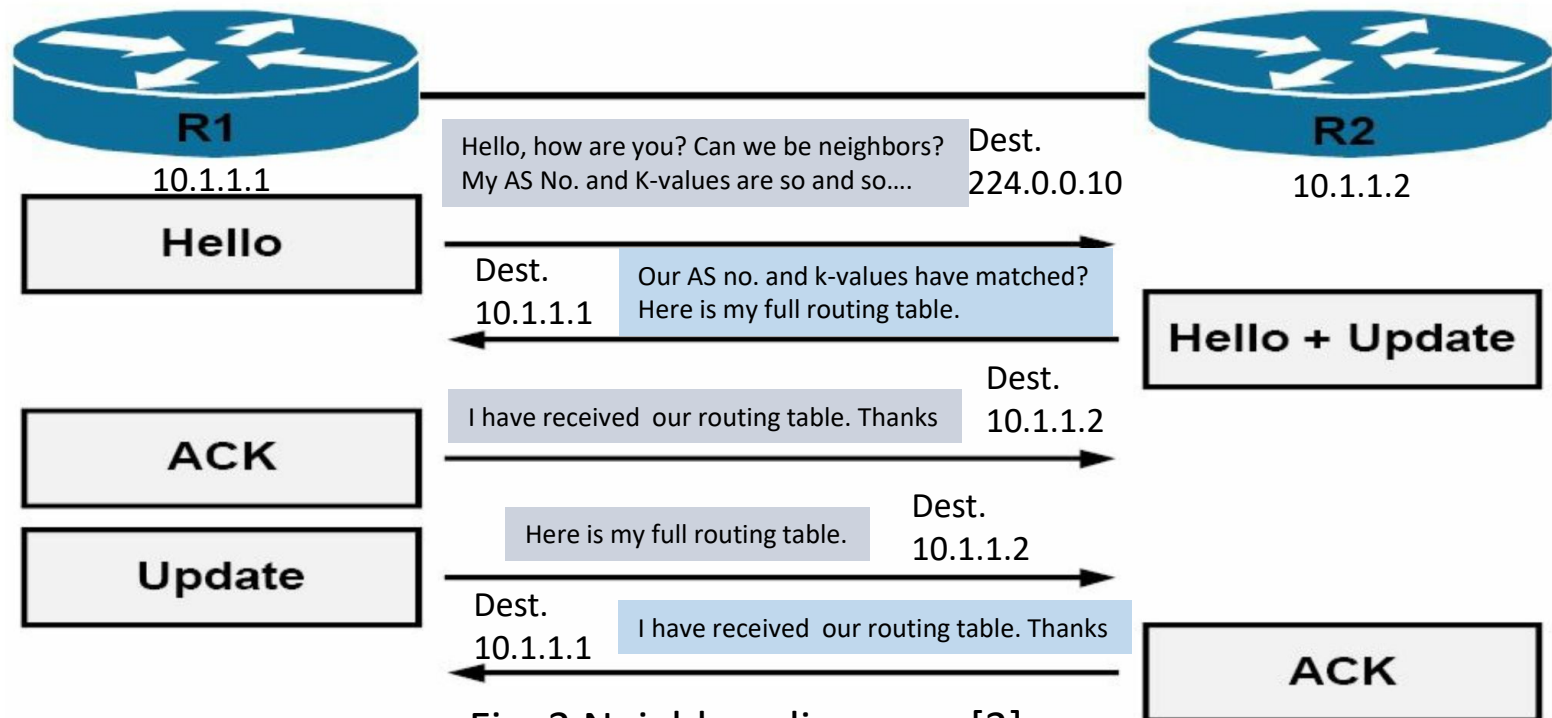 R1
R2
10.1.1.1
10.1.1.2
Hello, how are you? Can we be neighbors?
My AS No. and K-values are so and so….
Dest.
224.0.0.10
Hello
Dest.
10.1.1.1
Our AS no. and k-values have matched?
Here is my full routing table.
Hello + Update
Dest.
10.1.1.2
I have received  our routing table. Thanks
ACK
Here is my full routing table.
Dest.
10.1.1.2
Update
Dest.
10.1.1.1
I have received  our routing table. Thanks
ACK